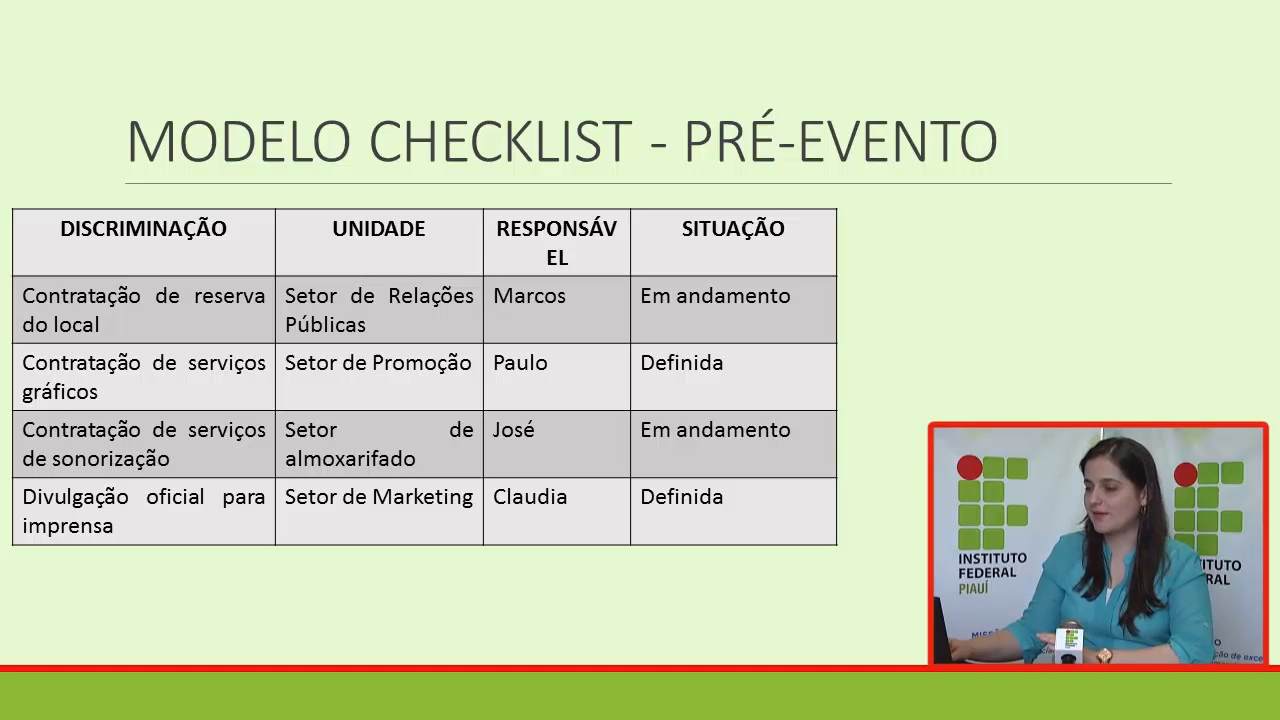 MODELO CHECKLIST - PRÉ-EVENTO
DISCRIMINAÇÃO
UNIDADE
RESPONSÁV
EL
SITUAÇÃO
Contratação de reserva
do local
Setor de Relações
Públicas
Marcos
Em andamento
Contratação de serviços
gráficos
Setor de Promoção
Paulo
Definida
Contratação de serviços
de sonorização
Setor de
almoxarifado
José
Em andamento
Divulgação oficial para
imprensa
Setor de Marketing
Claudia
Definida
INSTITUTO
FEDERAL
PIAUÍ